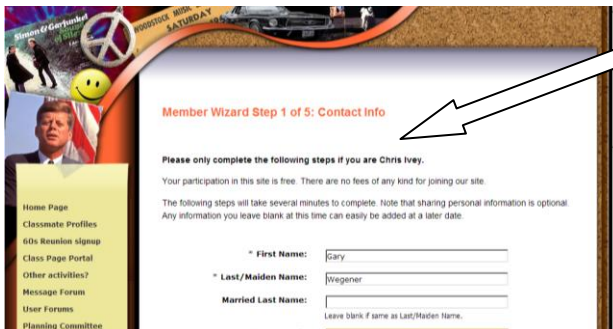 Simon & Garfunkel
WOODSTOCK MUSIC
SATURDAY
Member Wizard Step 1 of 5: Contact Info
Please only complete the following steps if you are Chris Ivey.
Your participation in this site is free. There are no fees of any kind for joining our site.
The following steps will take several minutes to complete. Note that sharing personal information is optional.
Any information you leave blank at this time can easily be added at a later date.
* First Name: Gary
* Last/Maiden Name: Wegener
Married Last Name:
Leave blank if same as Last/Maiden Name.
Home Page
Classmate Profiles
60s Reunion signup
Class Page Portal
Other activities?
Message Forum
User Forums
Planning Committee